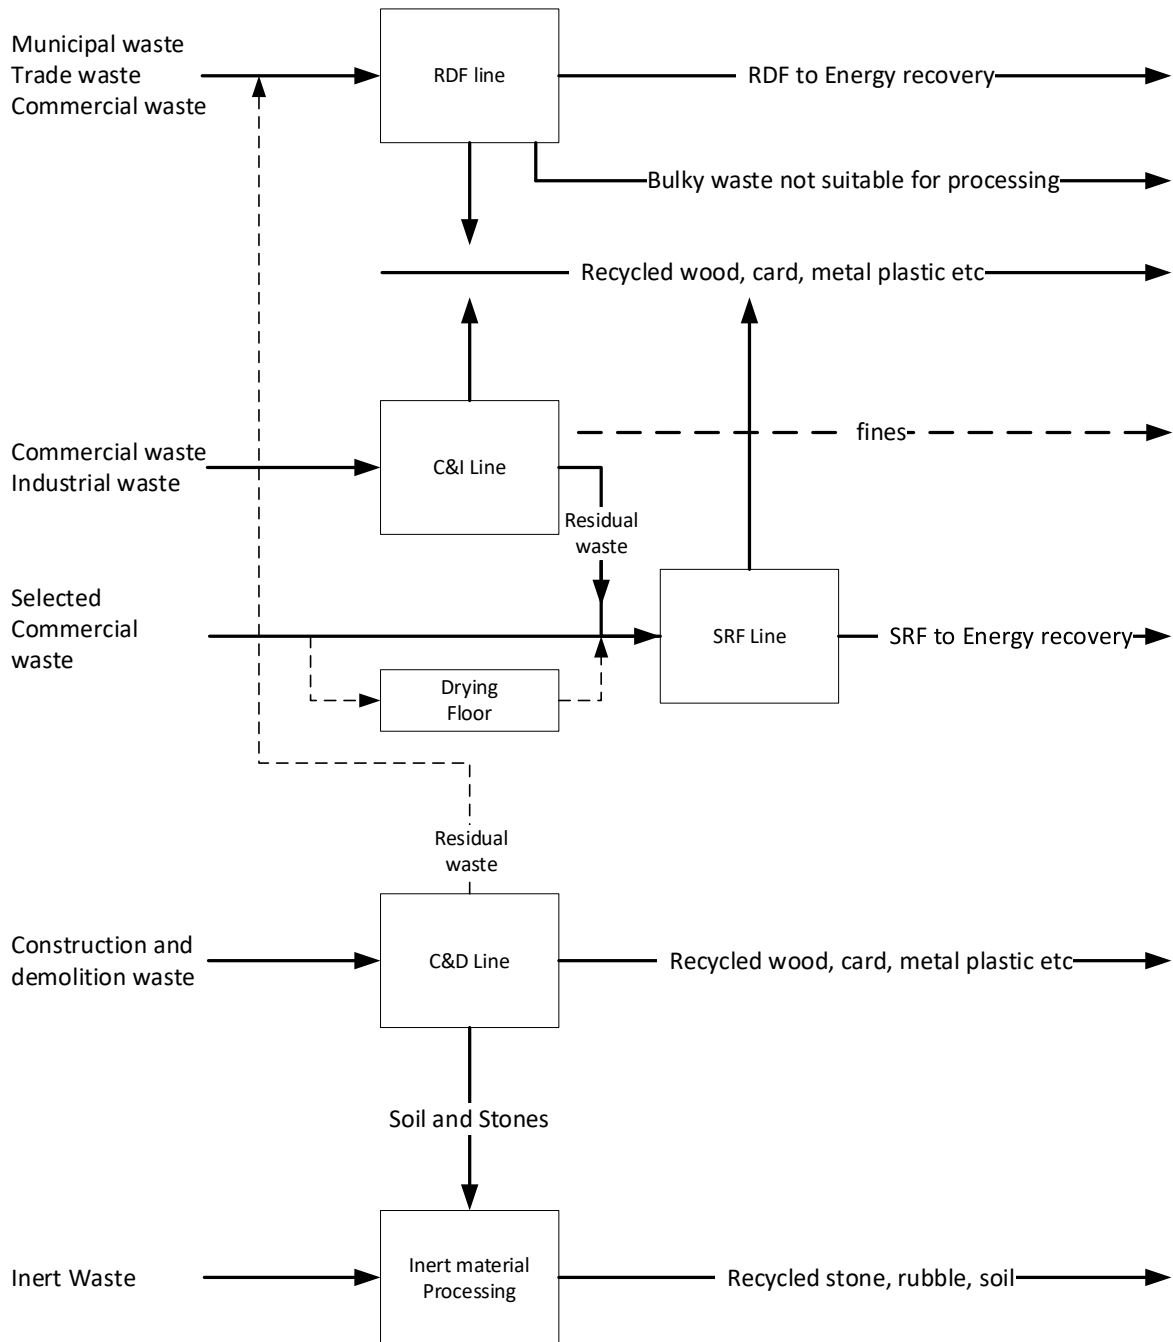 Municipal waste
Trade waste
Commercial waste
RDF line
RDF to Energy recovery
Bulky waste not suitable for processing
Recycled wood, card, metal plastic etc
Commercial waste
Industrial waste
C&I Line
fines
Residual
waste
Selected
Commercial
waste
SRF Line
SRF to Energy recovery
Drying
Floor
Residual
waste
Construction and
demolition waste
C&D Line
Recycled wood, card, metal plastic etc
Soil and Stones
Inert Waste
Inert material
Processing
Recycled stone, rubble, soil